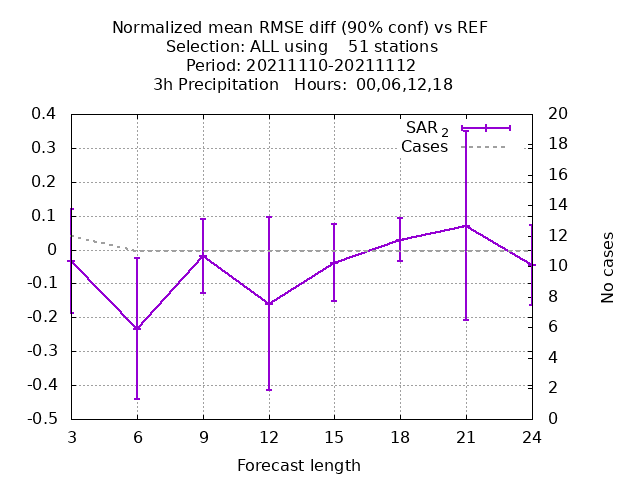 Normalized mean RMSE diff (90% conf) vs REF
Selection: ALL using    51 stations
Period: 20211110-20211112
3h Precipitation   Hours:  00,06,12,18
SAR 2
Cases
0.4
0.3
0.2
0.1
0
-0.1
-0.2
-0.3
-0.4
-0.5
20
18
16
14
12
10
8
6
4
2
0
No cases
3 6 9 12 15 18 21 24
Forecast length